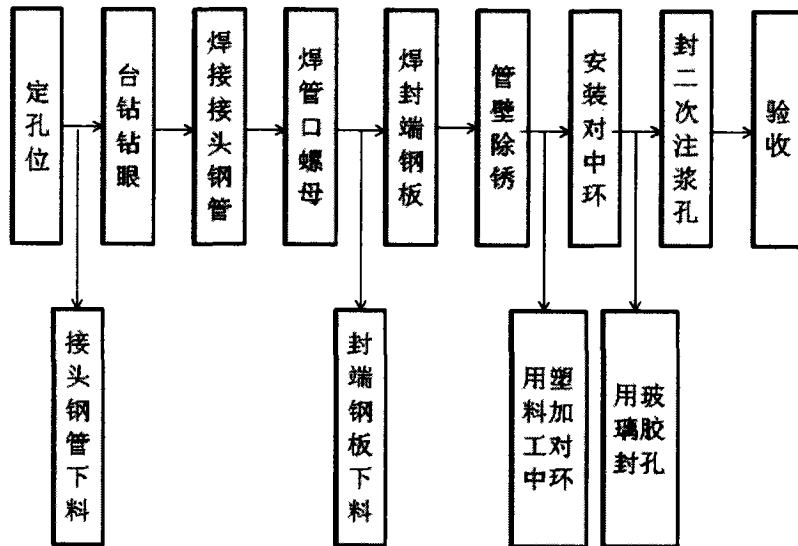 定孔位
台钻钻眼
焊接接头钢管
焊管口螺母
焊封端钢板
管壁除锈
安装对中环
封二次注浆孔
验收
接头钢管下料
封端钢板下料
用塑
料加
工对
中环
用玻
璃胶
封孔